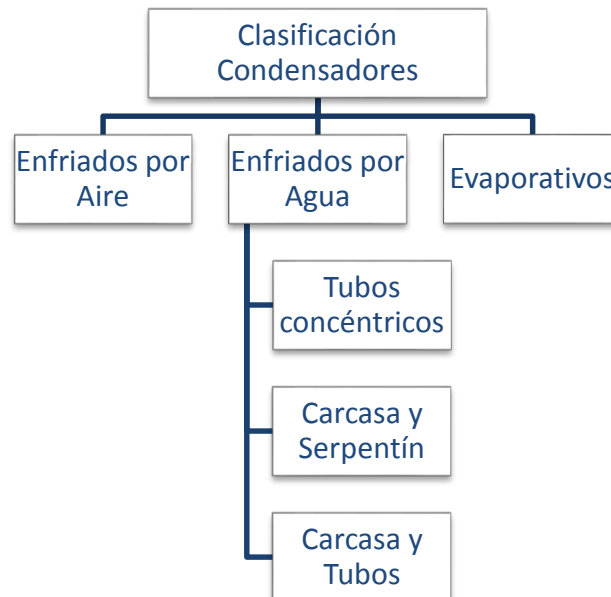 Clasificación
Condensadores
Enfriados por
Aire
Enfriados por
Agua
Evaporativos
Tubos
concéntricos
Carcasa y
Serpentín
Carcasa y
Tubos